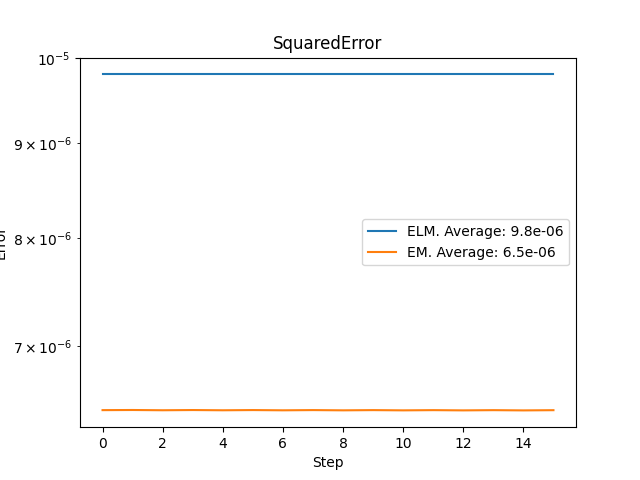 SquaredError
10⁻⁵
9 × 10⁻⁶
8 × 10⁻⁶
7 × 10⁻⁶
Error
ELM. Average: 9.8e-06
EM. Average: 6.5e-06
0 2 4 6 8 10 12 14
Step